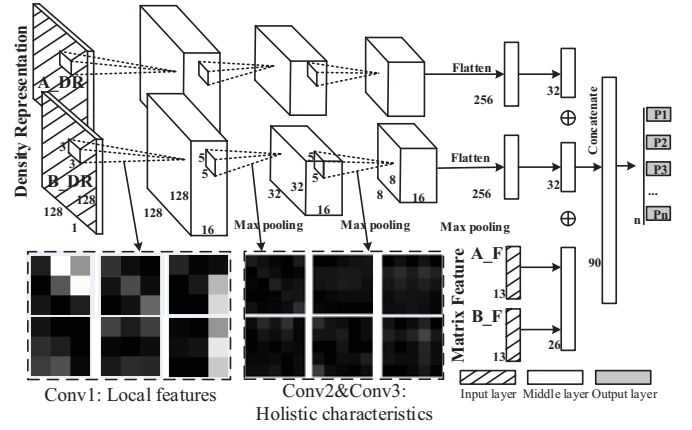 Density Representation
A_DR
B_DR
3
3
128
128
1
128
128
16
5
5
32
32
16
5
5
8
8
16
Flatten
256
32
Flatten
256
32
Concatenate
90
P1
P2
P3
...
Pn
n
Max pooling
Max pooling
Max pooling
Matrix Feature
A_F
13
B_F
13
26
Conv1: Local features
Conv2&Conv3:
Holistic characteristics
Input layer
Middle layer
Output layer